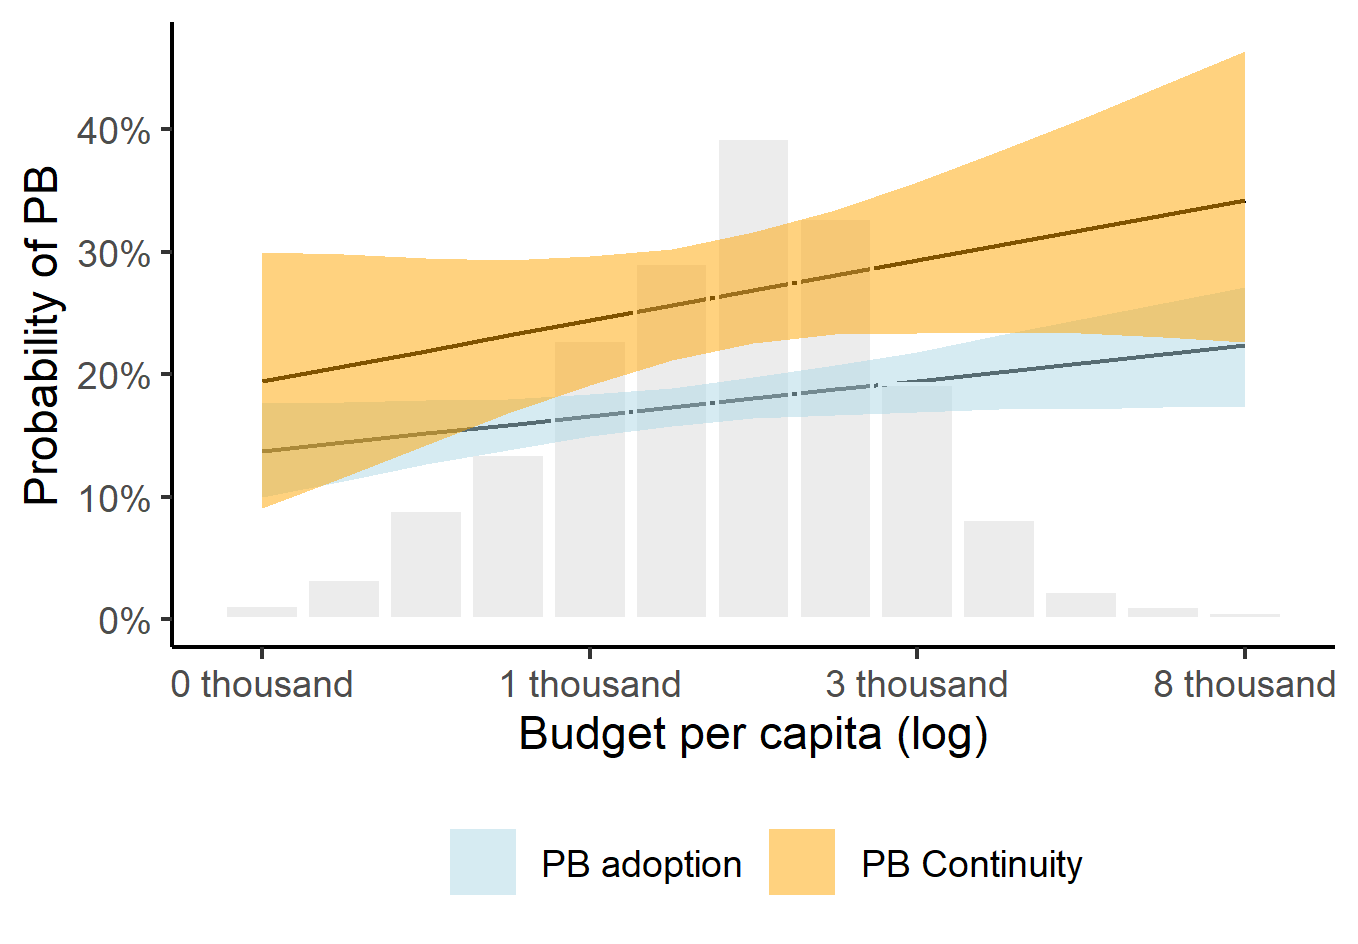 Probability of PB
40%
30%
20%
10%
0%
0 thousand
1 thousand
3 thousand
8 thousand
Budget per capita (log)
PB adoption
PB Continuity